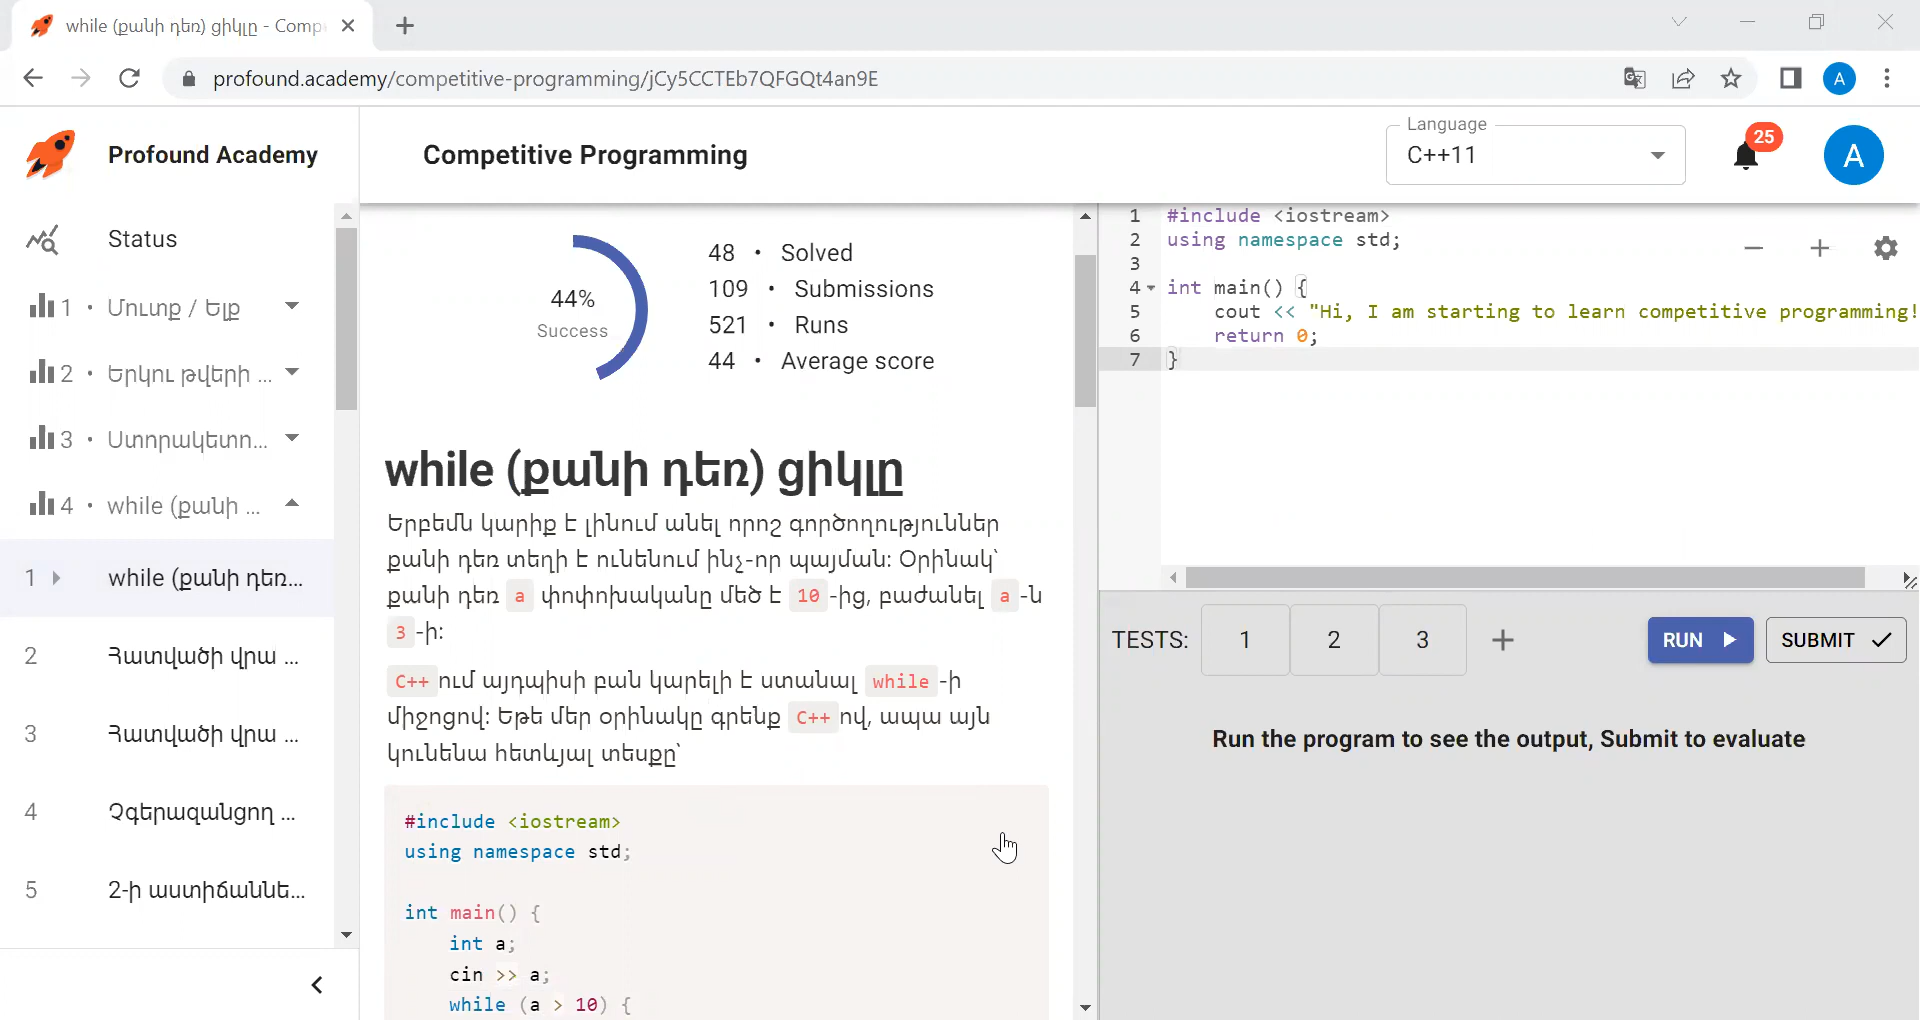 while (քանի դեռ) ցիկլը - Comp
profound.academy/competitive-programming/jCy5CCTEb7QFGQt4an9E
A
Profound Academy
Competitive Programming
Language
C++11
25
A
Status
1 • Մուտք / Ելք
2 • Երկու թվերի ...
3 • Ստորակետո...
4 • while (քանի ...
1 while (քանի դեռ...
2 Հատվածի վրա ...
3 Հատվածի վրա ...
4 Չգերազանցող ...
5 2-ի աստիճաննե...
44%
Success
48 • Solved
109 • Submissions
521 • Runs
44 • Average score
while (քանի դեռ) ցիկլը
Երբեմն կարիք է լինում անել որոշ գործողություններ
քանի դեռ տեղի է ունենում ինչ-որ պայման: Օրինակ՝
քանի դեռ a փոփոխականը մեծ է 10 -ից, բաժանել a -ն
3 -ի:
C++ ում այդպիսի բան կարելի է ստանալ while -ի
միջոցով: Եթե մեր օրինակը գրենք C++ ով, ապա այն
կունենա հետևյալ տեսքը՝
#include <iostream>
using namespace std;
int main() {
int a;
cin >> a;
while (a > 10) {
1 #include <iostream>
2 using namespace std;
3
4 int main() {
5 cout << "Hi, I am starting to learn competitive programming!
6 return 0;
7 }
TESTS: 1 2 3 +
RUN
SUBMIT
Run the program to see the output, Submit to evaluate